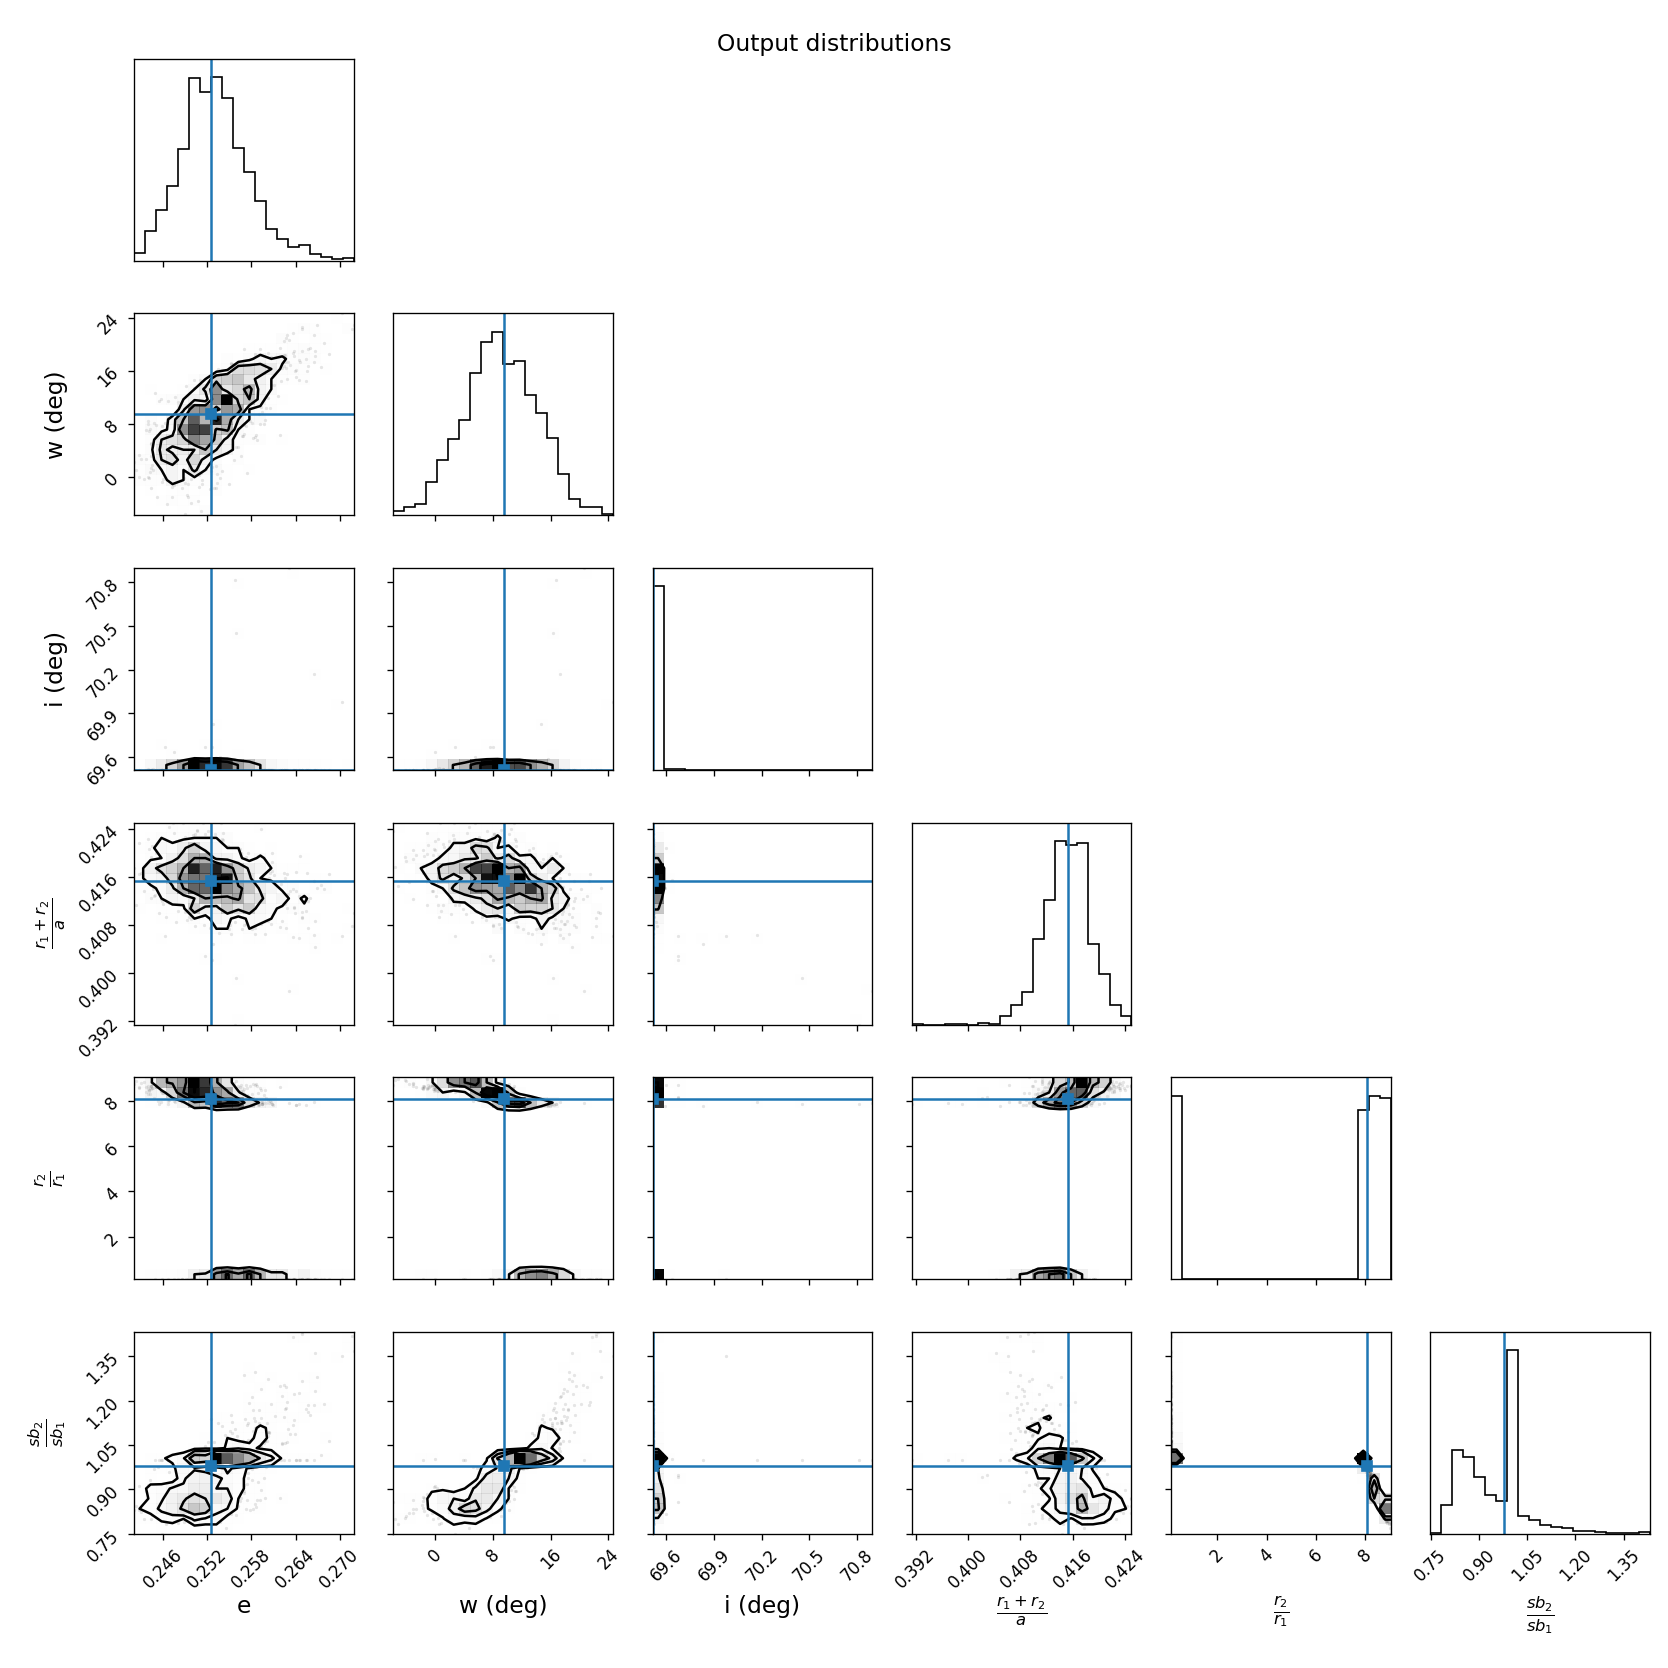 Output distributions
24
16
8
0
w (deg)
70.8
70.5
70.2
69.9
69.6
i (deg)
0.424
0.416
0.408
0.400
0.392
r₁ + r₂
a
8
6
4
2
r₂
r₁
1.35
1.20
1.05
0.90
0.75
sb₂
sb₁
0.246 0.252 0.258 0.264 0.270
0 8 16 24
69.6 69.9 70.2 70.5 70.8
0.392 0.400 0.408 0.416 0.424
2 4 6 8
0.75 0.90 1.05 1.20 1.35
e
w (deg)
i (deg)
r₁ + r₂
a
r₂
r₁
sb₂
sb₁